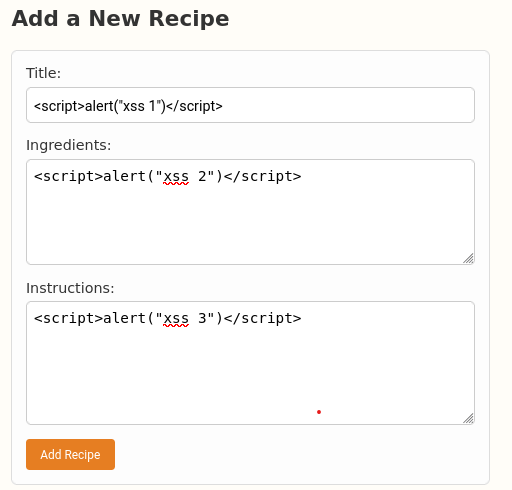 Add a New Recipe
Title:
<script>alert("xss 1")</script>
Ingredients:
<script>alert("xss 2")</script>
Instructions:
<script>alert("xss 3")</script>
Add Recipe